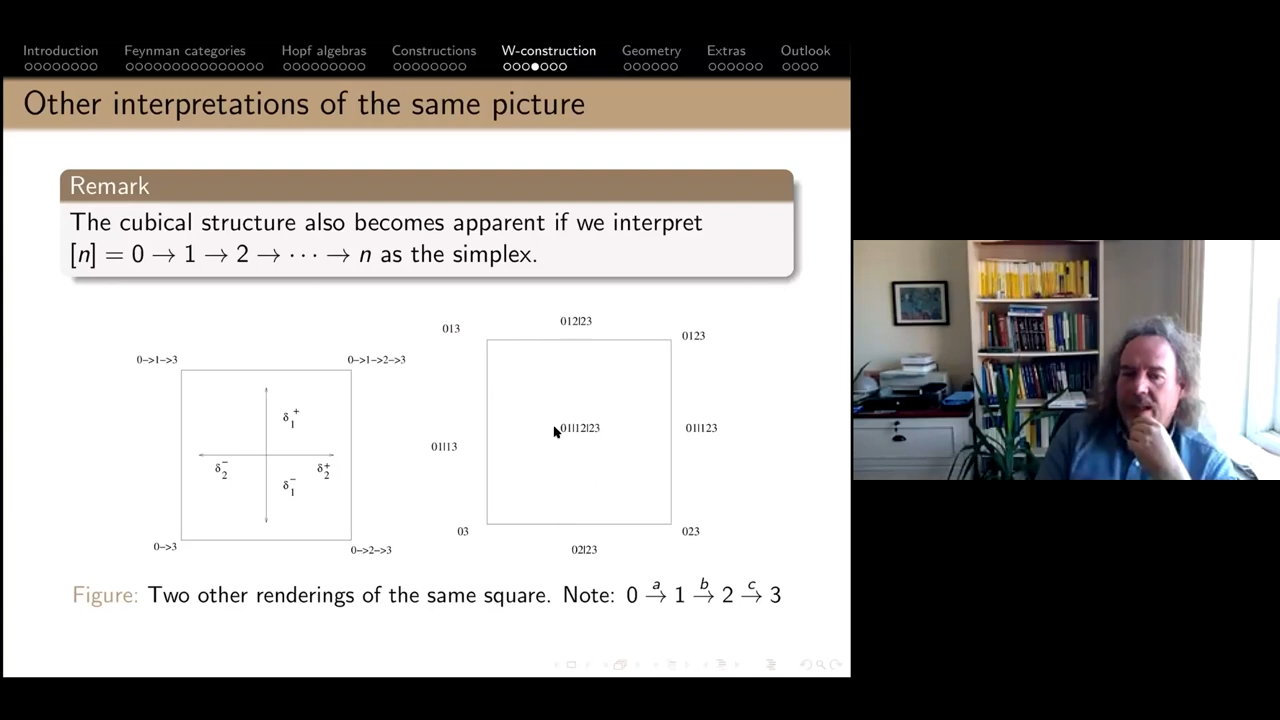 Introduction Feynman categories Hopf algebras Constructions W-construction Geometry Extras Outlook
Other interpretations of the same picture
Remark
The cubical structure also becomes apparent if we interpret
[n] = 0 → 1 → 2 → ⋯ → n as the simplex.
013 012|23 0123
0->1->3 0->1->2->3
δ₁⁺
01||13 01||12|23 01||123
δ₂⁻ δ₂⁺
δ₁⁻
0->3 0->2->3
03 02|23 023
Figure: Two other renderings of the same square. Note: 0 →ᵃ 1 →ᵇ 2 →ᶜ 3